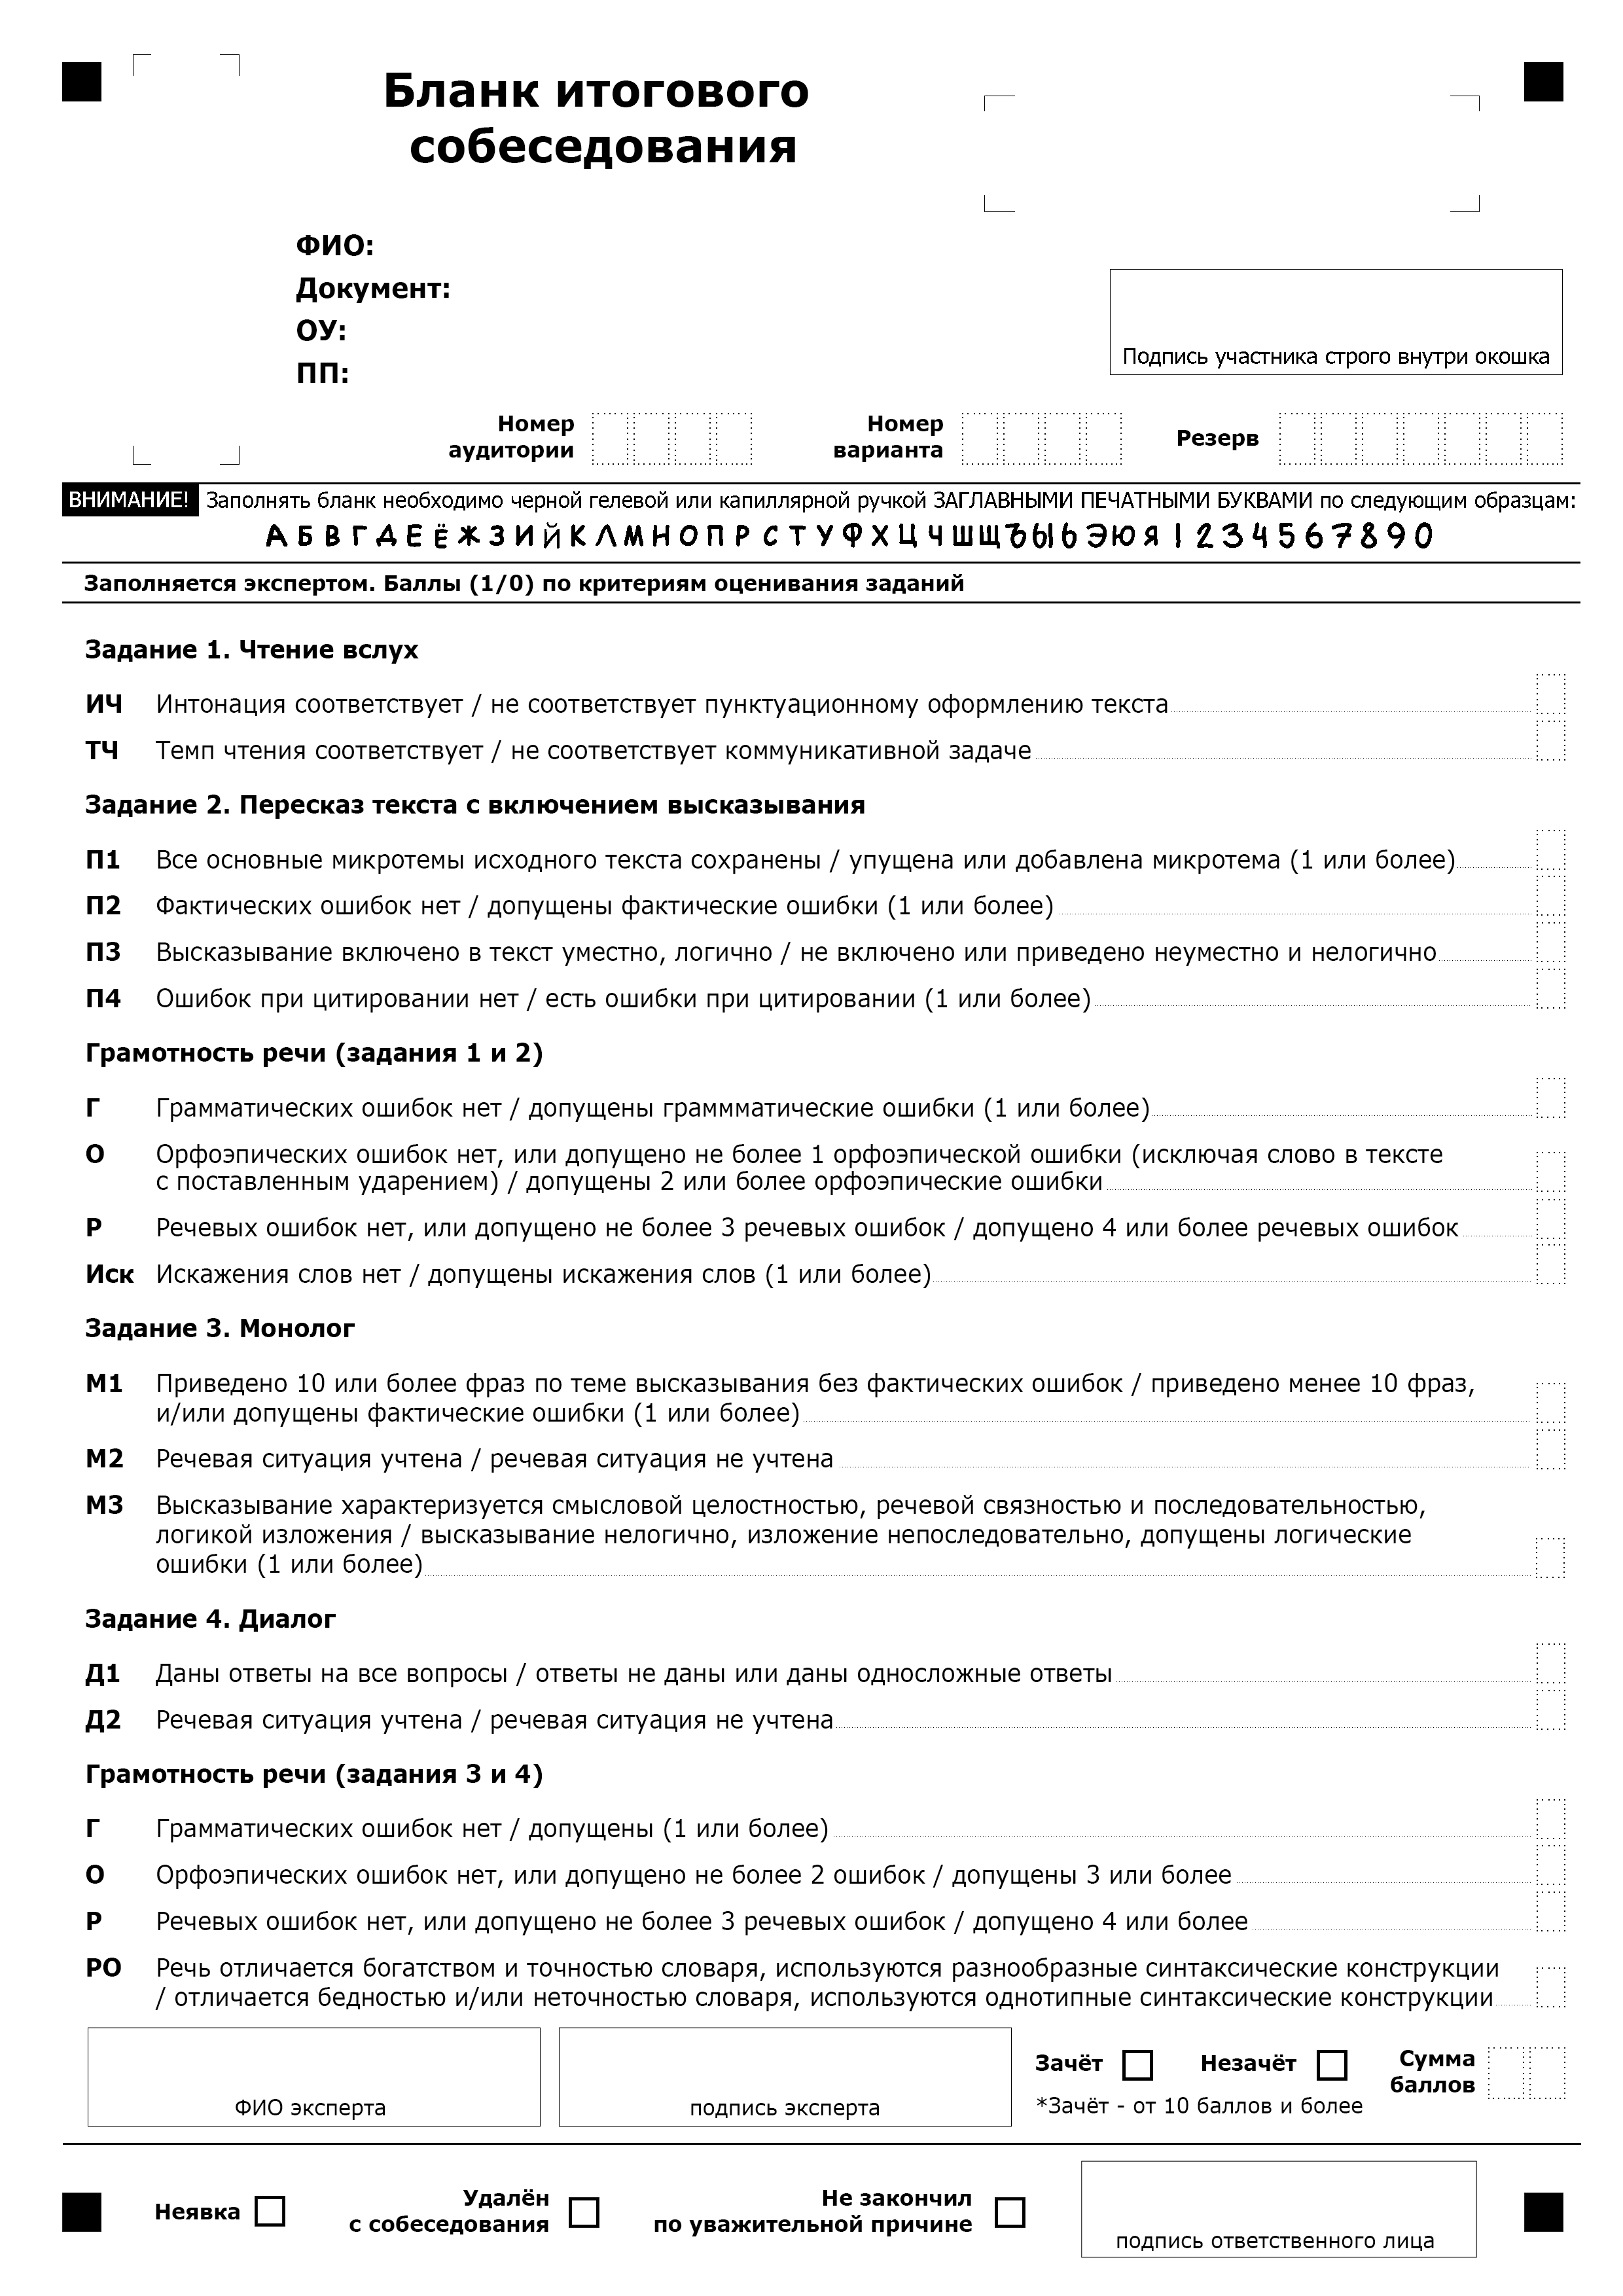 Бланк итогового
собеседования
ФИО:
Документ:
ОУ:
ПП:
Подпись участника строго внутри окошка
Номер
аудитории
Номер
варианта
Резерв
ВНИМАНИЕ! Заполнять бланк необходимо черной гелевой или капиллярной ручкой ЗАГЛАВНЫМИ ПЕЧАТНЫМИ БУКВАМИ по следующим образцам:
А Б В Г Д Е Ё Ж З И Й К Л М Н О П Р С Т У Ф Х Ц Ч Ш Щ Ъ Ы Ь Э Ю Я 1 2 3 4 5 6 7 8 9 0
Заполняется экспертом. Баллы (1/0) по критериям оценивания заданий
Задание 1. Чтение вслух
ИЧ Интонация соответствует / не соответствует пунктуационному оформлению текста
ТЧ Темп чтения соответствует / не соответствует коммуникативной задаче
Задание 2. Пересказ текста с включением высказывания
П1 Все основные микротемы исходного текста сохранены / упущена или добавлена микротема (1 или более)
П2 Фактических ошибок нет / допущены фактические ошибки (1 или более)
П3 Высказывание включено в текст уместно, логично / не включено или приведено неуместно и нелогично
П4 Ошибок при цитировании нет / есть ошибки при цитировании (1 или более)
Грамотность речи (задания 1 и 2)
Г Грамматических ошибок нет / допущены граммматические ошибки (1 или более)
О Орфоэпических ошибок нет, или допущено не более 1 орфоэпической ошибки (исключая слово в тексте
с поставленным ударением) / допущены 2 или более орфоэпические ошибки
Р Речевых ошибок нет, или допущено не более 3 речевых ошибок / допущено 4 или более речевых ошибок
Иск Искажения слов нет / допущены искажения слов (1 или более)
Задание 3. Монолог
М1 Приведено 10 или более фраз по теме высказывания без фактических ошибок / приведено менее 10 фраз,
и/или допущены фактические ошибки (1 или более)
М2 Речевая ситуация учтена / речевая ситуация не учтена
М3 Высказывание характеризуется смысловой целостностью, речевой связностью и последовательностью,
логикой изложения / высказывание нелогично, изложение непоследовательно, допущены логические
ошибки (1 или более)
Задание 4. Диалог
Д1 Даны ответы на все вопросы / ответы не даны или даны односложные ответы
Д2 Речевая ситуация учтена / речевая ситуация не учтена
Грамотность речи (задания 3 и 4)
Г Грамматических ошибок нет / допущены (1 или более)
О Орфоэпических ошибок нет, или допущено не более 2 ошибок / допущены 3 или более
Р Речевых ошибок нет, или допущено не более 3 речевых ошибок / допущено 4 или более
РО Речь отличается богатством и точностью словаря, используются разнообразные синтаксические конструкции
/ отличается бедностью и/или неточностью словаря, используются однотипные синтаксические конструкции
ФИО эксперта
подпись эксперта
Зачёт
Незачёт
Сумма
баллов
*Зачёт - от 10 баллов и более
Неявка
Удалён
с собеседования
Не закончил
по уважительной причине
подпись ответственного лица